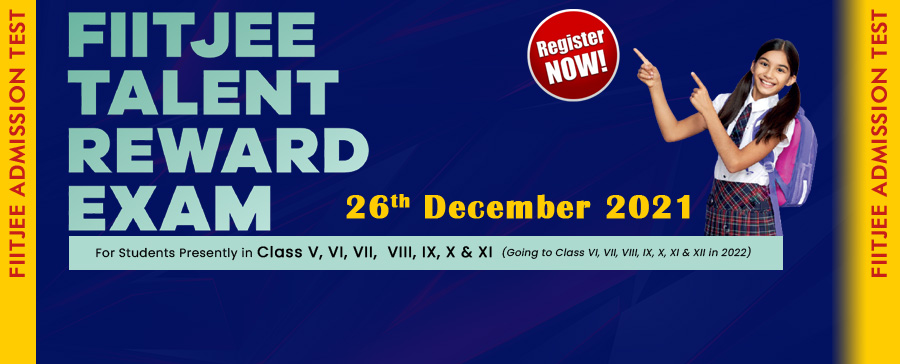 FIITJEE ADMISSION TEST
FIITJEE
TALENT
REWARD
EXAM
Register
NOW!
26th December 2021
For Students Presently in Class V, VI, VII, VIII, IX, X & XI (Going to Class VI, VII, VIII, IX, X, XI & XII in 2022)
FIITJEE ADMISSION TEST